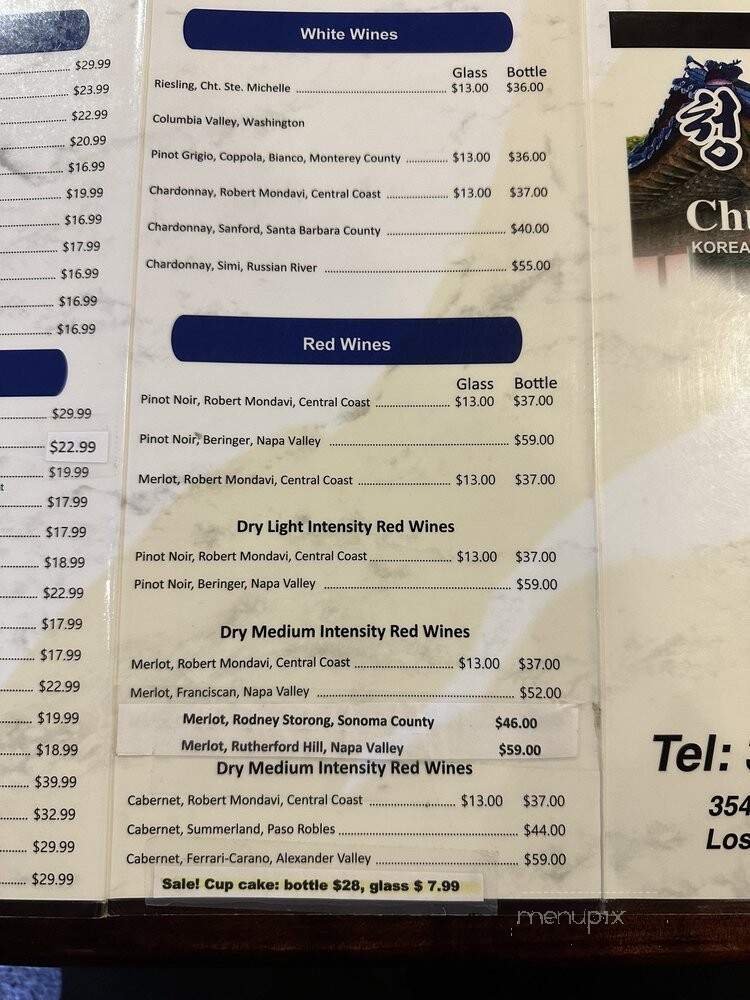 $29.99
$23.99
$22.99
$20.99
$16.99
$19.99
$16.99
$17.99
$16.99
$16.99
$16.99
$29.99
$22.99
$19.99
t
$17.99
$17.99
$18.99
$22.99
$17.99
$17.99
$22.99
$19.99
$18.99
$39.99
$32.99
$29.99
$29.99
White Wines
Glass Bottle
Riesling, Cht. Ste. Michelle $13.00 $36.00
Columbia Valley, Washington
Pinot Grigio, Coppola, Bianco, Monterey County $13.00 $36.00
Chardonnay, Robert Mondavi, Central Coast $13.00 $37.00
Chardonnay, Sanford, Santa Barbara County $40.00
Chardonnay, Simi, Russian River $55.00
Red Wines
Glass Bottle
Pinot Noir, Robert Mondavi, Central Coast $13.00 $37.00
Pinot Noir, Beringer, Napa Valley $59.00
Merlot, Robert Mondavi, Central Coast $13.00 $37.00
Dry Light Intensity Red Wines
Pinot Noir, Robert Mondavi, Central Coast $13.00 $37.00
Pinot Noir, Beringer, Napa Valley $59.00
Dry Medium Intensity Red Wines
Merlot, Robert Mondavi, Central Coast $13.00 $37.00
Merlot, Franciscan, Napa Valley $52.00
Merlot, Rodney Storong, Sonoma County $46.00
Merlot, Rutherford Hill, Napa Valley $59.00
Dry Medium Intensity Red Wines
Cabernet, Robert Mondavi, Central Coast $13.00 $37.00
Cabernet, Summerland, Paso Robles $44.00
Cabernet, Ferrari-Carano, Alexander Valley $59.00
Sale! Cup cake: bottle $28, glass $ 7.99
청
Chu
KOREA
Tel: 3
354
Los
menupix